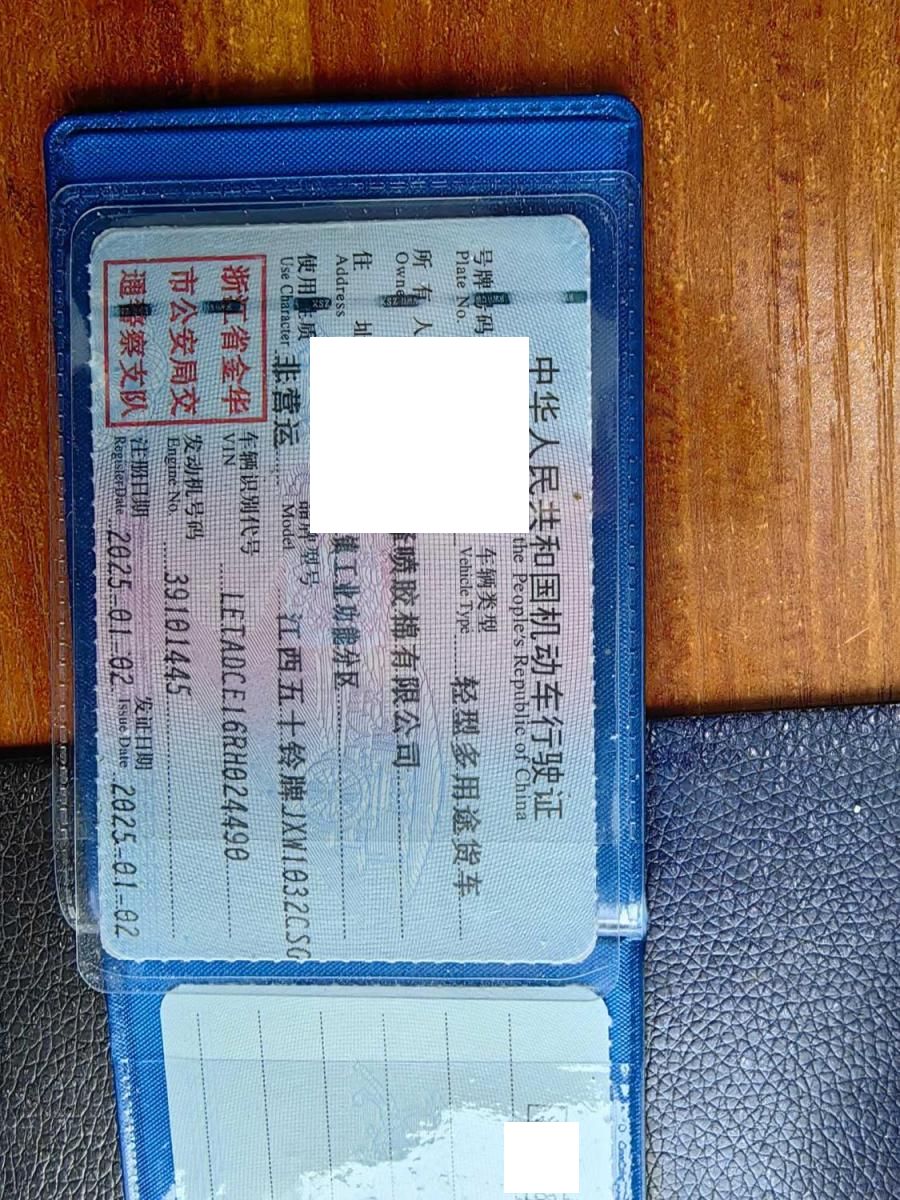 中华人民共和国机动车行驶证
the People's Republic of China
号牌号码
Plate No.
车辆类型
Vehicle Type
轻型多用途货车
所有人
Owner
喷胶棉有限公司
住址
Address
镇工业功能分区
使用性质
Use Character
非营运
品牌型号
Model
江西五十铃牌JXW1032CSG
浙江省金华
市公安局交
通警察支队
车辆识别代号
VIN
LETADCE16RH024490
发动机号码
Engine No.
39101445
注册日期
Register Date
2025-01-02
发证日期
Issue Date
2025-01-02